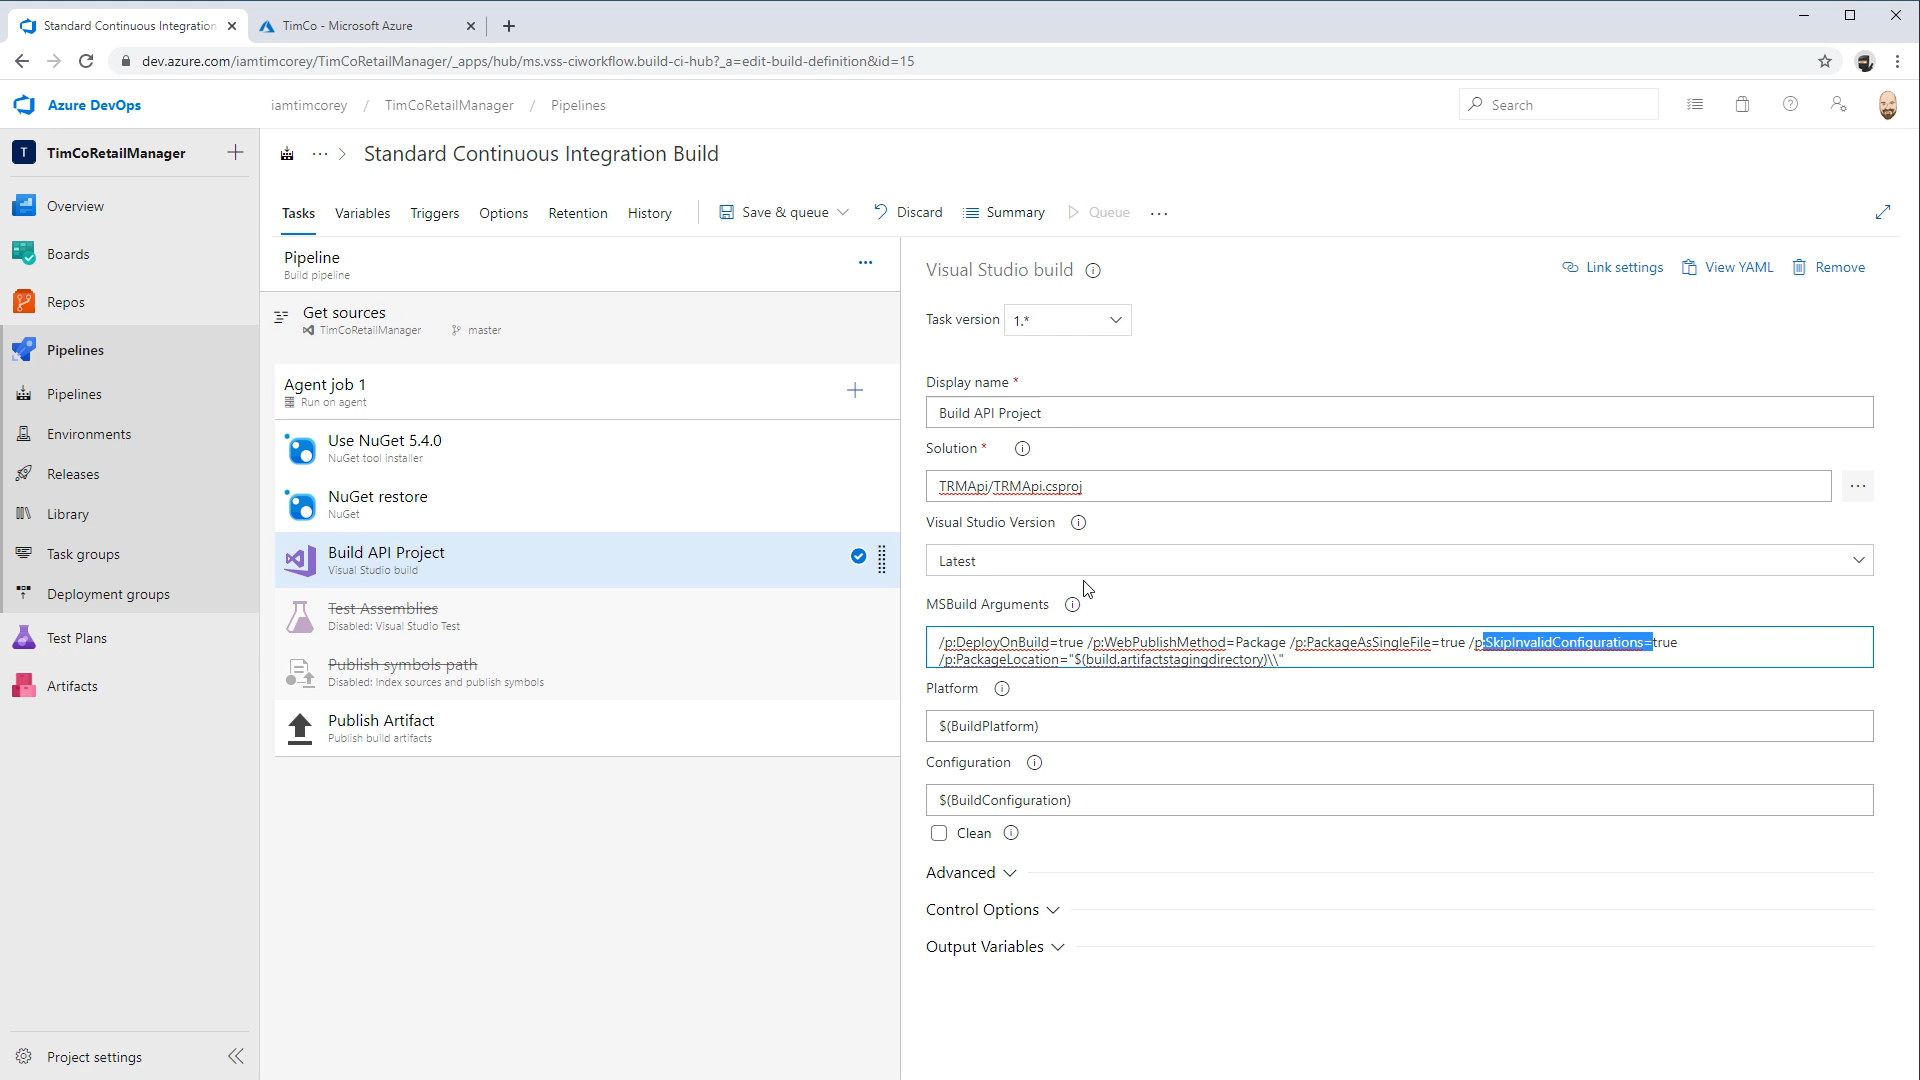 Standard Continuous Integration
TimCo - Microsoft Azure
dev.azure.com/iamtimcorey/TimCoRetailManager/_apps/hub/ms.vss-ciworkflow.build-ci-hub?_a=edit-build-definition&id=15
Azure DevOps
iamtimcorey / TimCoRetailManager / Pipelines
Search
T TimCoRetailManager
Overview
Boards
Repos
Pipelines
Pipelines
Environments
Releases
Library
Task groups
Deployment groups
Test Plans
Artifacts
Project settings
Standard Continuous Integration Build
Tasks Variables Triggers Options Retention History Save & queue Discard Summary Queue
Pipeline
Build pipeline
Get sources
TimCoRetailManager master
Agent job 1
Run on agent
Use NuGet 5.4.0
NuGet tool installer
NuGet restore
NuGet
Build API Project
Visual Studio build
Test Assemblies
Disabled: Visual Studio Test
Publish symbols path
Disabled: Index sources and publish symbols
Publish Artifact
Publish build artifacts
Visual Studio build
Link settings View YAML Remove
Task version 1.*
Display name *
Build API Project
Solution *
TRMApi/TRMApi.csproj
Visual Studio Version
Latest
MSBuild Arguments
/p:DeployOnBuild=true /p:WebPublishMethod=Package /p:PackageAsSingleFile=true /p:SkipInvalidConfigurations=true
/p:PackageLocation="$(build.artifactstagingdirectory)\\"
Platform
$(BuildPlatform)
Configuration
$(BuildConfiguration)
Clean
Advanced
Control Options
Output Variables